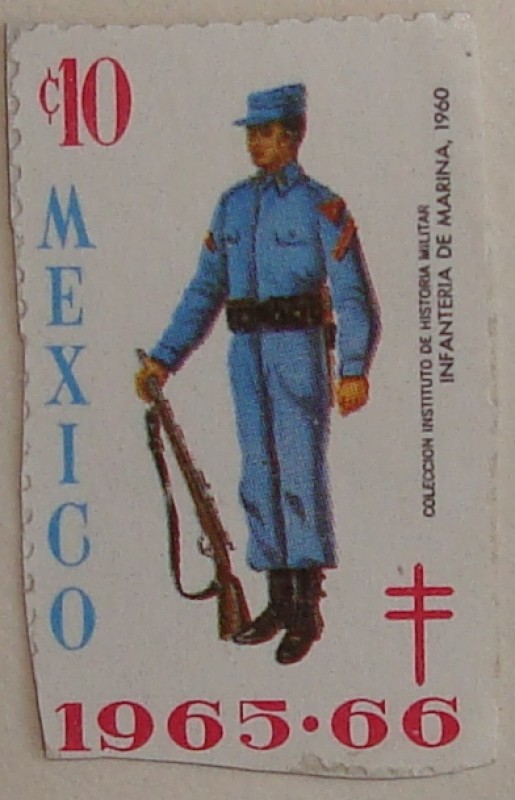 ¢10
MEXICO
COLECCION INSTITUTO DE HISTORIA MILITAR
INFANTERIA DE MARINA, 1960
1965·66